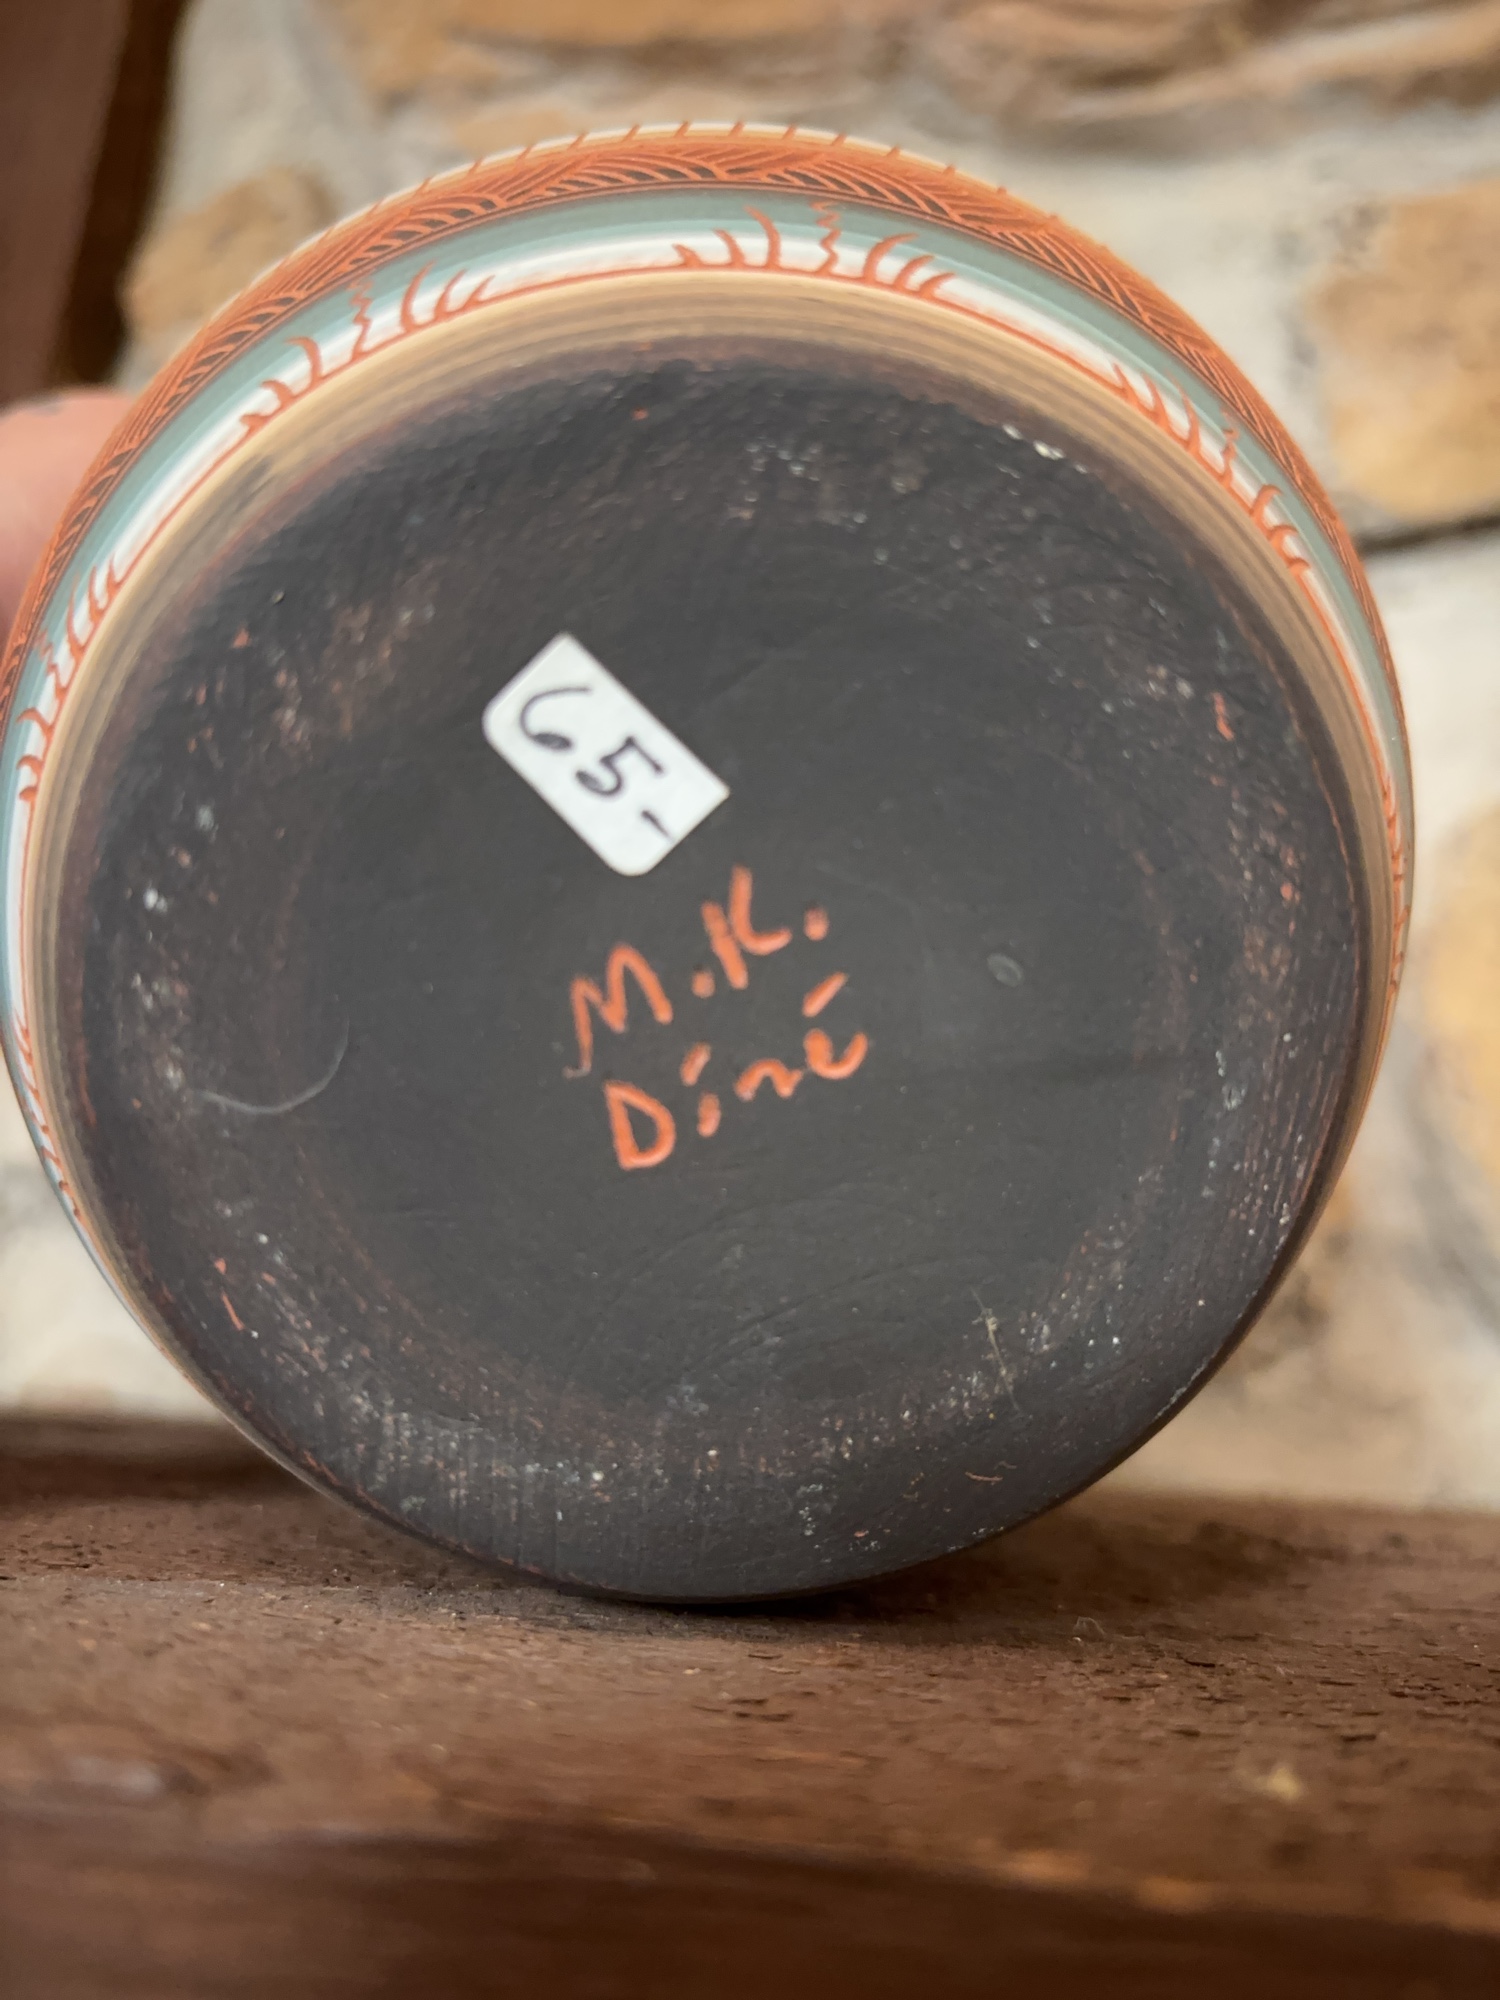 65-
M.K.
Diné